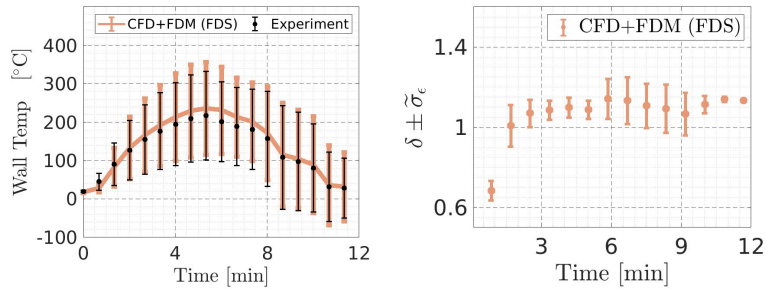 CFD+FDM (FDS) Experiment
400
300
200
100
0
-100
0 4 8 12
Wall Temp [°C]
Time [min]
CFD+FDM (FDS)
1.4
1
0.6
3 6 9 12
δ ± σ̃ϵ
Time [min]